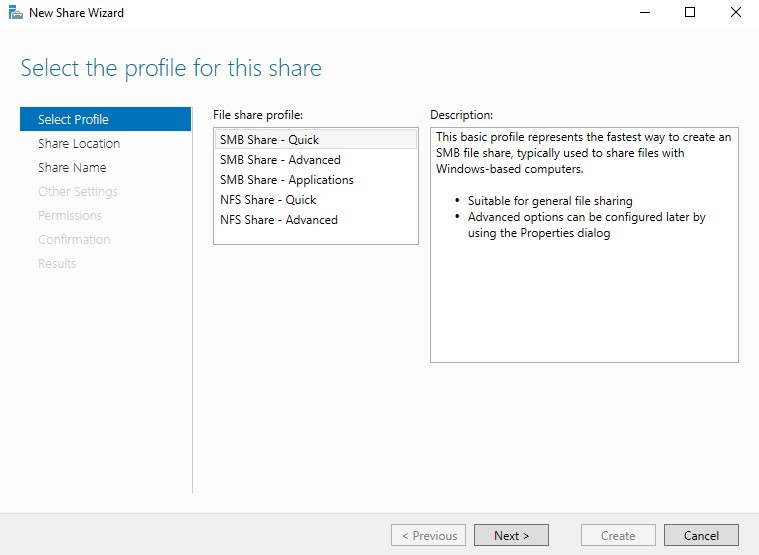 New Share Wizard
Select the profile for this share
Select Profile
Share Location
Share Name
Other Settings
Permissions
Confirmation
Results
File share profile:
SMB Share - Quick
SMB Share - Advanced
SMB Share - Applications
NFS Share - Quick
NFS Share - Advanced
Description:
This basic profile represents the fastest way to create an
SMB file share, typically used to share files with
Windows-based computers.
• Suitable for general file sharing
• Advanced options can be configured later by
using the Properties dialog
< Previous
Next >
Create
Cancel